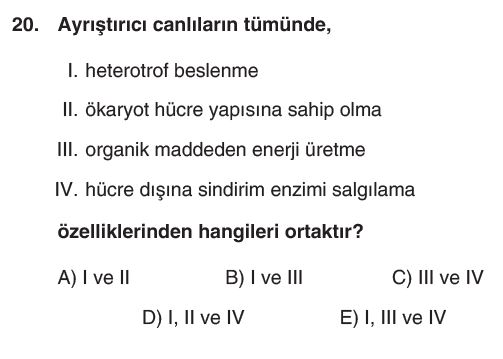 20. Ayrıştırıcı canlıların tümünde,
I. heterotrof beslenme
II. ökaryot hücre yapısına sahip olma
III. organik maddeden enerji üretme
IV. hücre dışına sindirim enzimi salgılama
özelliklerinden hangileri ortaktır?
A) I ve II B) I ve III C) III ve IV
D) I, II ve IV E) I, III ve IV